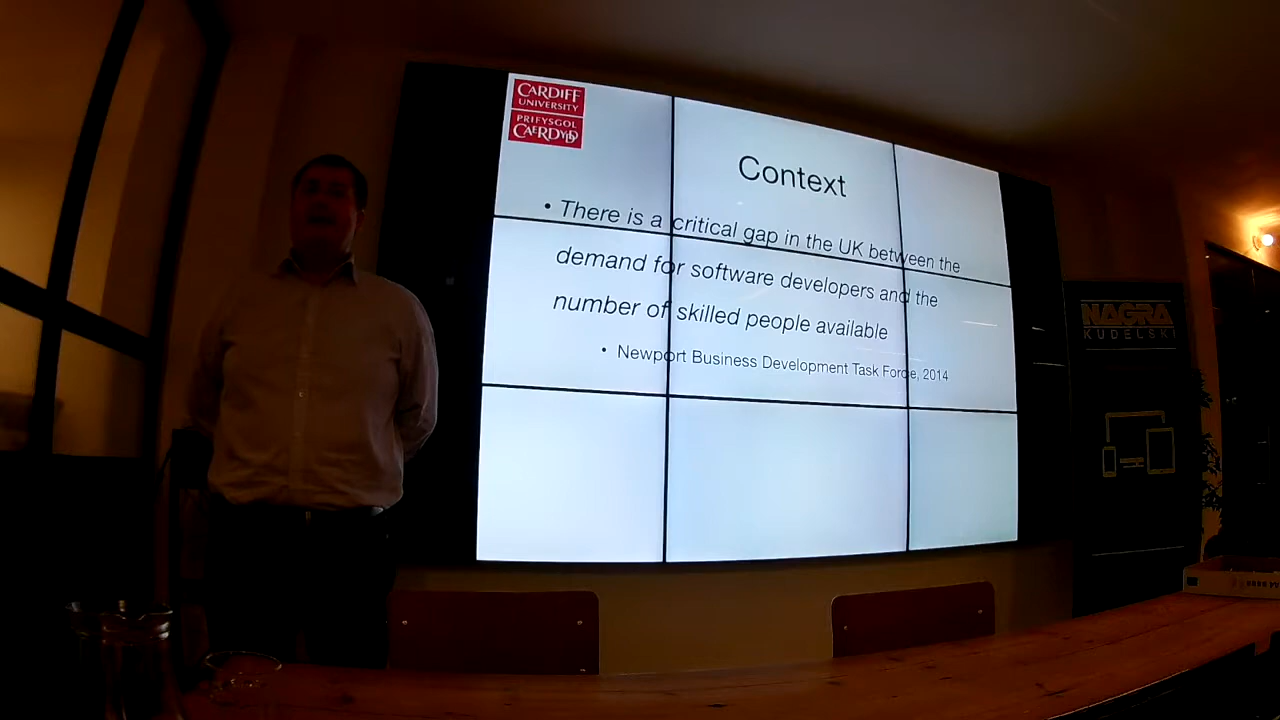 CARDIFF
UNIVERSITY
PRIFYSGOL
CAERDYDD
Context
• There is a critical gap in the UK between the
demand for software developers and the
number of skilled people available
• Newport Business Development Task Force, 2014
NAGRA
KUDELSKI